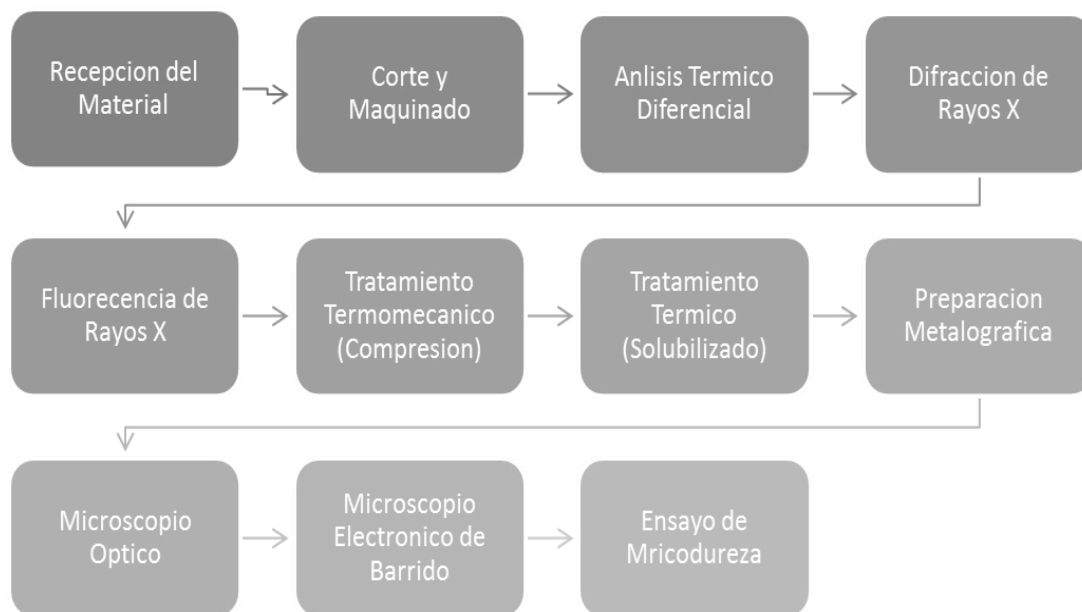 Recepcion del
Material
Corte y
Maquinado
Anlisis Termico
Diferencial
Difraccion de
Rayos X
Fluorecencia de
Rayos X
Tratamiento
Termomecanico
(Compresion)
Tratamiento
Termico
(Solubilizado)
Preparacion
Metalografica
Microscopio
Optico
Microscopio
Electronico de
Barrido
Ensayo de
Mricodureza